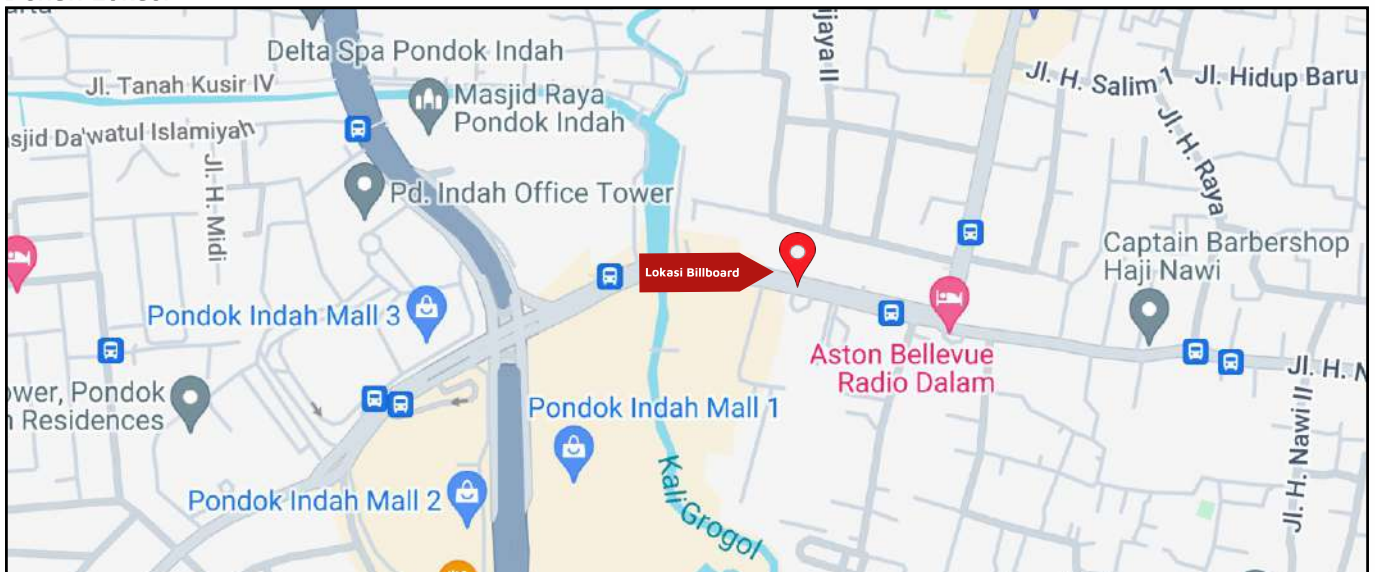 Delta Spa Pondok Indah
Jl. Tanah Kusir IV
Masjid Raya
Pondok Indah
sjid Da'watul Islamiyah
Jl. H. Midi
Pd. Indah Office Tower
ijaya II
Jl. H. Salim 1
Jl. Hidup Baru
Jl. H. Raya
Captain Barbershop
Haji Nawi
Lokasi Billboard
Pondok Indah Mall 3
Aston Bellevue
Radio Dalam
Jl. H. N
ower, Pondok
Residences
Pondok Indah Mall 1
Pondok Indah Mall 2
Kali Grogol
Jl. H. Nawi II